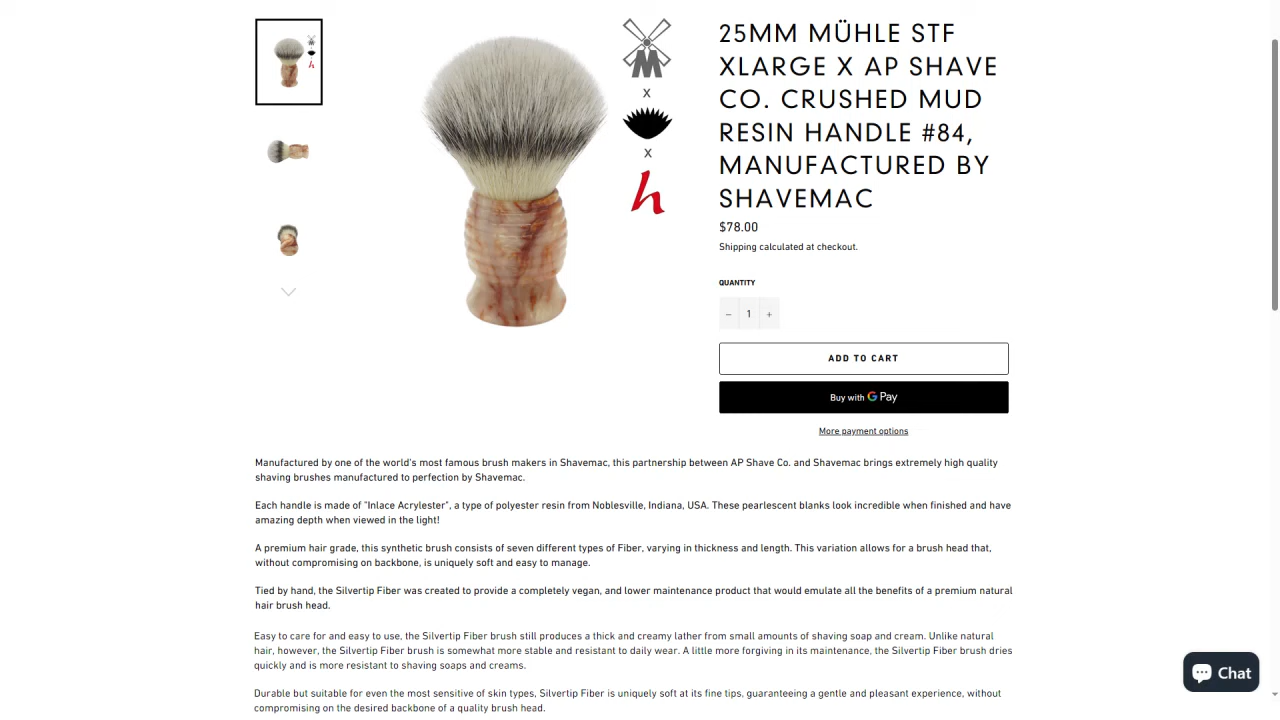 25MM MÜHLE STF
XLARGE X AP SHAVE
CO. CRUSHED MUD
RESIN HANDLE #84,
MANUFACTURED BY
SHAVEMAC
$78.00
Shipping calculated at checkout.
QUANTITY
− 1 +
ADD TO CART
Buy with G Pay
More payment options
M
X
X
h
Manufactured by one of the world's most famous brush makers in Shavemac, this partnership between AP Shave Co. and Shavemac brings extremely high quality
shaving brushes manufactured to perfection by Shavemac.
Each handle is made of "Inlace Acrylester", a type of polyester resin from Noblesville, Indiana, USA. These pearlescent blanks look incredible when finished and have
amazing depth when viewed in the light!
A premium hair grade, this synthetic brush consists of seven different types of Fiber, varying in thickness and length. This variation allows for a brush head that,
without compromising on backbone, is uniquely soft and easy to manage.
Tied by hand, the Silvertip Fiber was created to provide a completely vegan, and lower maintenance product that would emulate all the benefits of a premium natural
hair brush head.
Easy to care for and easy to use, the Silvertip Fiber brush still produces a thick and creamy lather from small amounts of shaving soap and cream. Unlike natural
hair, however, the Silvertip Fiber brush is somewhat more stable and resistant to daily wear. A little more forgiving in its maintenance, the Silvertip Fiber brush dries
quickly and is more resistant to shaving soaps and creams.
Durable but suitable for even the most sensitive of skin types, Silvertip Fiber is uniquely soft at its fine tips, guaranteeing a gentle and pleasant experience, without
compromising on the desired backbone of a quality brush head.
Chat